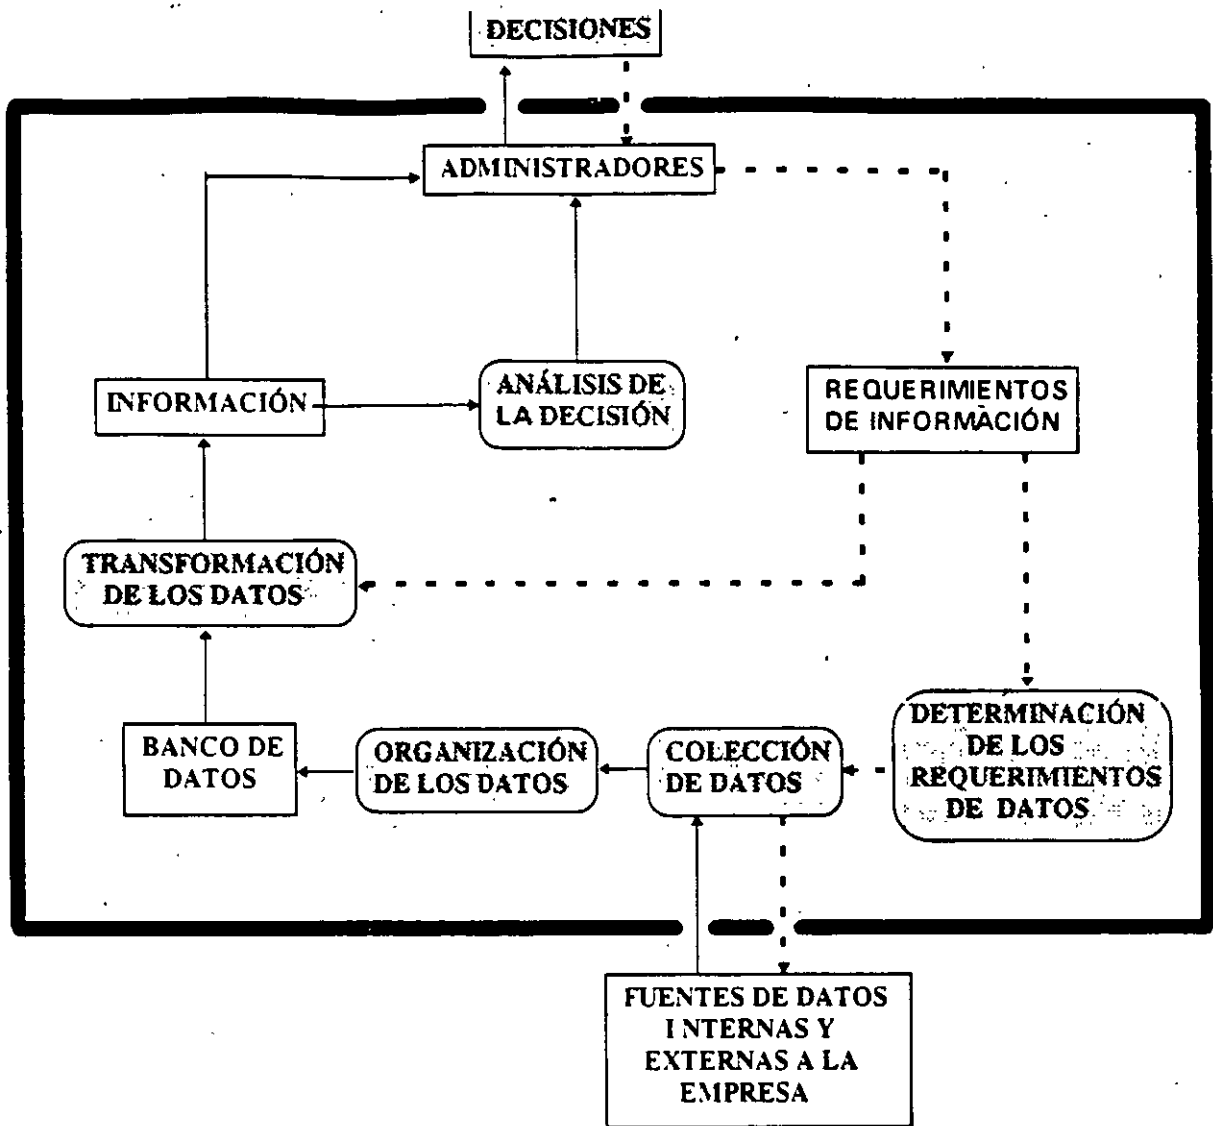 DECISIONES
ADMINISTRADORES
INFORMACIÓN
ANÁLISIS DE
LA DECISIÓN
REQUERIMIENTOS
DE INFORMACIÓN
TRANSFORMACIÓN
DE LOS DATOS
BANCO DE
DATOS
ORGANIZACIÓN
DE LOS DATOS
COLECCIÓN
DE DATOS
DETERMINACIÓN
DE LOS
REQUERIMIENTOS
DE DATOS
FUENTES DE DATOS
INTERNAS Y
EXTERNAS A LA
EMPRESA